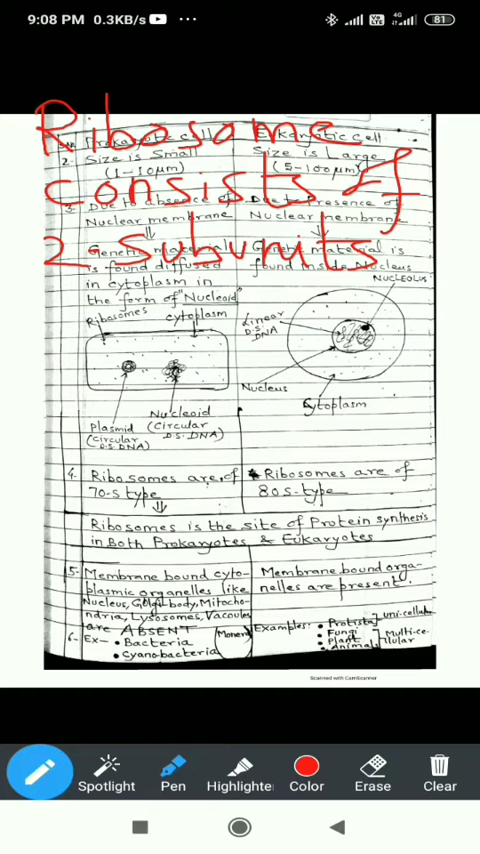 9:08 PM 0.3KB/s ... 4G 81
Ribosome
consists of
2 subunits
Prokaryotic cell Eukaryotic cell
2. Size is Small Size is Large
(1-10μm) (5-100μm)
3. Due to absence of Due to Presence of
Nuclear membrane Nuclear membrane
⇓ ↓
Genetic material Genetic material is
is found diffused found inside Nucleus
in cytoplasm in
the form of "Nucleoid"
NUCLEOLUS
Ribosomes cytoplasm Linear
D.S.
DNA
Nucleus
Cytoplasm
Plasmid
(Circular
D.S. DNA)
Nucleoid
(Circular
D.S. DNA)
4. Ribosomes are of Ribosomes are of
70-S type 80 S-type
⇓
Ribosomes is the site of Protein synthesis
in Both Prokaryotes & Eukaryotes
5- Membrane bound cyto- Membrane bound orga-
plasmic organelles like nelles are present.
Nucleus, Golgi body, Mitocho-
ndria, Lysosomes, Vacuoles
are ABSENT
6- Ex- • Bacteria
• cyanobacteria
Monera
Examples: • Protista
• Fungi
• Plant
• Animals
uni-cellula
Multi-ce-
llular
Scanned with CamScanner
Spotlight Pen Highlighte Color Erase Clear